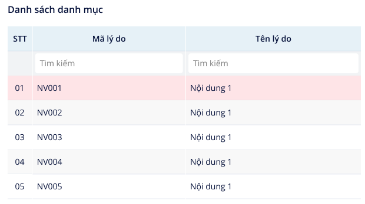 Danh sách danh mục
STT Mã lý do Tên lý do
Tìm kiếm Tìm kiếm
01 NV001 Nội dung 1
02 NV002 Nội dung 1
03 NV003 Nội dung 1
04 NV004 Nội dung 1
05 NV005 Nội dung 1